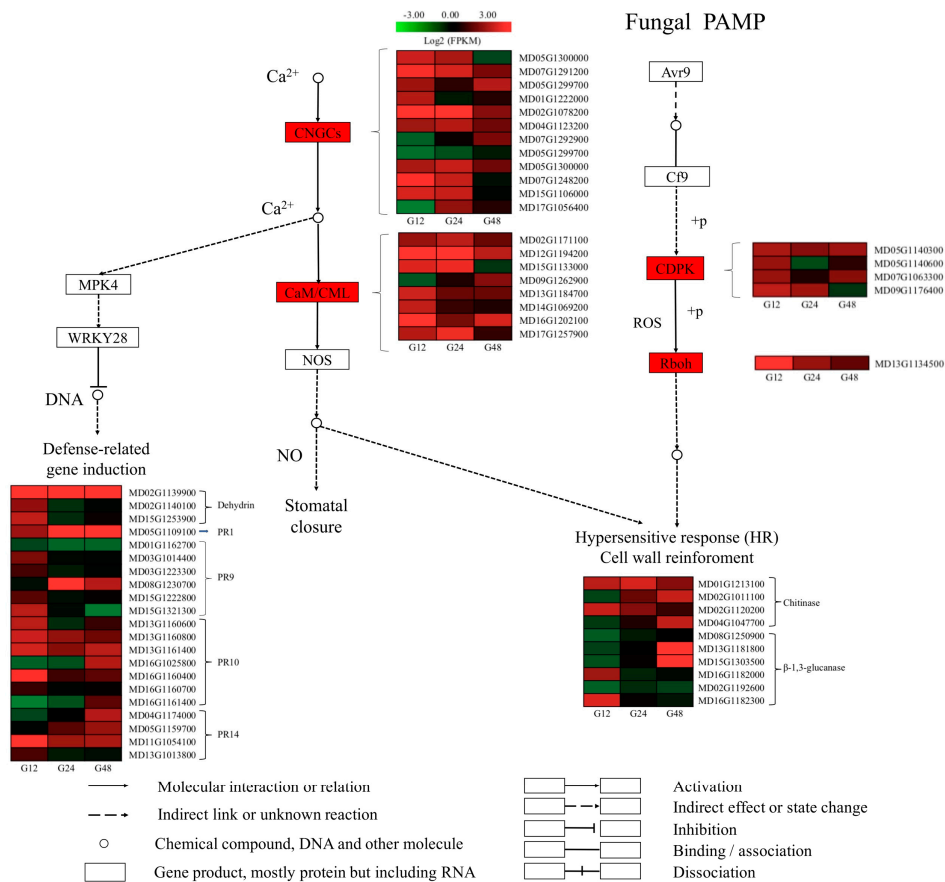 -3.00 0.00 3.00
Log2 (FPKM)
Fungal PAMP
Ca2+
CNGCs
Ca2+
MPK4
CaM/CML
WRKY28
NOS
DNA
NO
Defense-related
gene induction
Stomatal
closure
MD05G1300000
MD07G1291200
MD05G1299700
MD01G1222000
MD02G1078200
MD04G1123200
MD07G1292900
MD05G1299700
MD05G1300000
MD07G1248200
MD15G1106000
MD17G1056400
G12 G24 G48
MD02G1171100
MD12G1194200
MD15G1133000
MD09G1262900
MD13G1184700
MD14G1069200
MD16G1202100
MD17G1257900
G12 G24 G48
Avr9
Cf9
+p
CDPK
ROS +p
Rboh
MD05G1140300
MD05G1140600
MD07G1063300
MD09G1176400
G12 G24 G48
MD13G1134500
G12 G24 G48
Hypersensitive response (HR)
Cell wall reinforoment
MD02G1139900
MD02G1140100 Dehydrin
MD15G1253900
MD05G1109100 PR1
MD01G1162700
MD03G1014400
MD03G1223300 PR9
MD08G1230700
MD15G1222800
MD15G1321300
MD13G1160600
MD13G1160800
MD13G1161400 PR10
MD16G1025800
MD16G1160400
MD16G1160700
MD16G1161400
MD04G1174000
MD05G1159700 PR14
MD11G1054100
MD13G1013800
G12 G24 G48
MD01G1213100
MD02G1011100 Chitinase
MD02G1120200
MD04G1047700
MD08G1250900
MD13G1181800
MD15G1303500 β-1,3-glucanase
MD16G1182000
MD02G1192600
MD16G1182300
G12 G24 G48
Molecular interaction or relation
Indirect link or unknown reaction
Chemical compound, DNA and other molecule
Gene product, mostly protein but including RNA
Activation
Indirect effect or state change
Inhibition
Binding / association
Dissociation